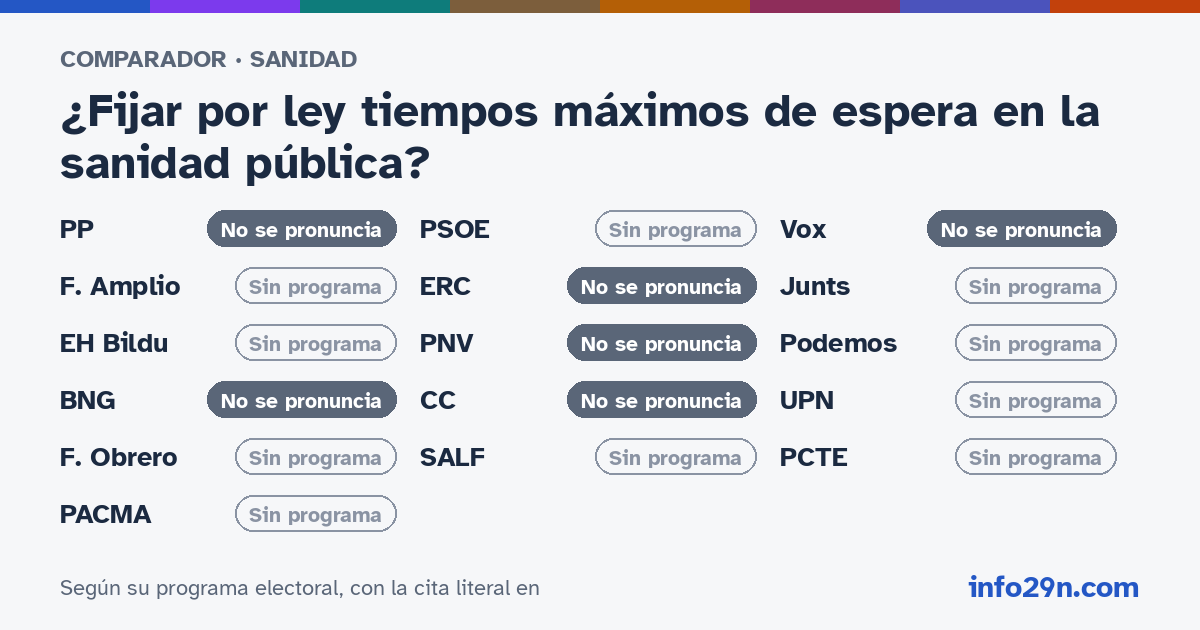 COMPARADOR · SANIDAD
¿Fijar por ley tiempos máximos de espera en la
sanidad pública?
PP No se pronuncia PSOE Sin programa Vox No se pronuncia
F. Amplio Sin programa ERC No se pronuncia Junts Sin programa
EH Bildu Sin programa PNV No se pronuncia Podemos Sin programa
BNG No se pronuncia CC No se pronuncia UPN Sin programa
F. Obrero Sin programa SALF Sin programa PCTE Sin programa
PACMA Sin programa
Según su programa electoral, con la cita literal en info29n.com